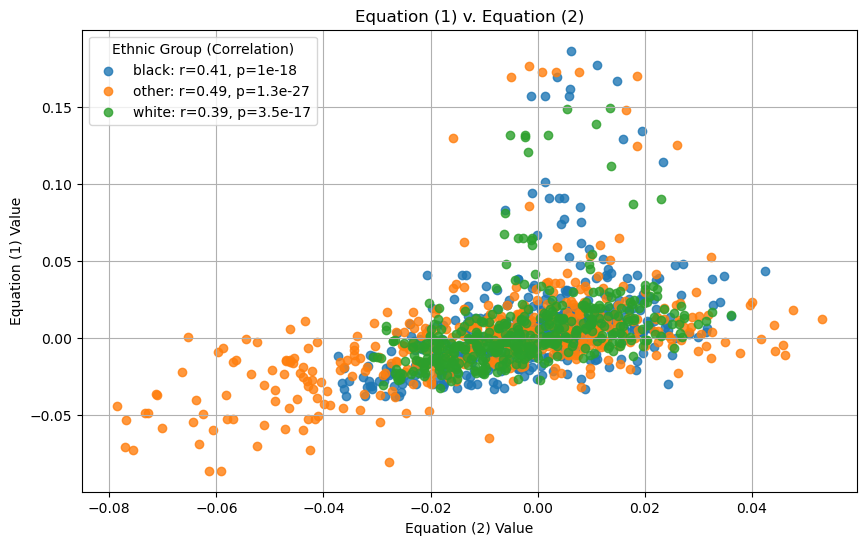 Equation (1) v. Equation (2)
Ethnic Group (Correlation)
black: r=0.41, p=1e-18
other: r=0.49, p=1.3e-27
white: r=0.39, p=3.5e-17
Equation (1) Value
0.15
0.10
0.05
0.00
−0.05
−0.08
−0.06
−0.04
−0.02
0.00
0.02
0.04
Equation (2) Value